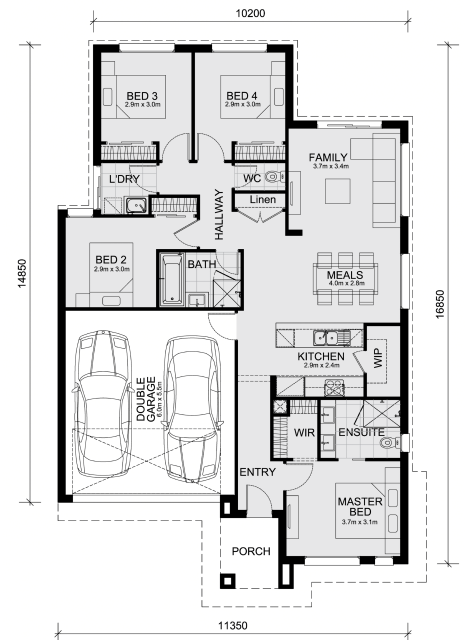 10200
BED 3
2.9m x 3.0m
BED 4
2.9m x 3.0m
FAMILY
3.7m x 3.4m
L'DRY
WC
Linen
HALLWAY
BED 2
2.9m x 3.0m
BATH
MEALS
4.0m x 2.8m
14850
16850
KITCHEN
2.9m x 2.4m
WIP
DOUBLE
GARAGE
6.0m x 5.5m
WIR
ENSUITE
ENTRY
MASTER
BED
3.7m x 3.1m
PORCH
11350